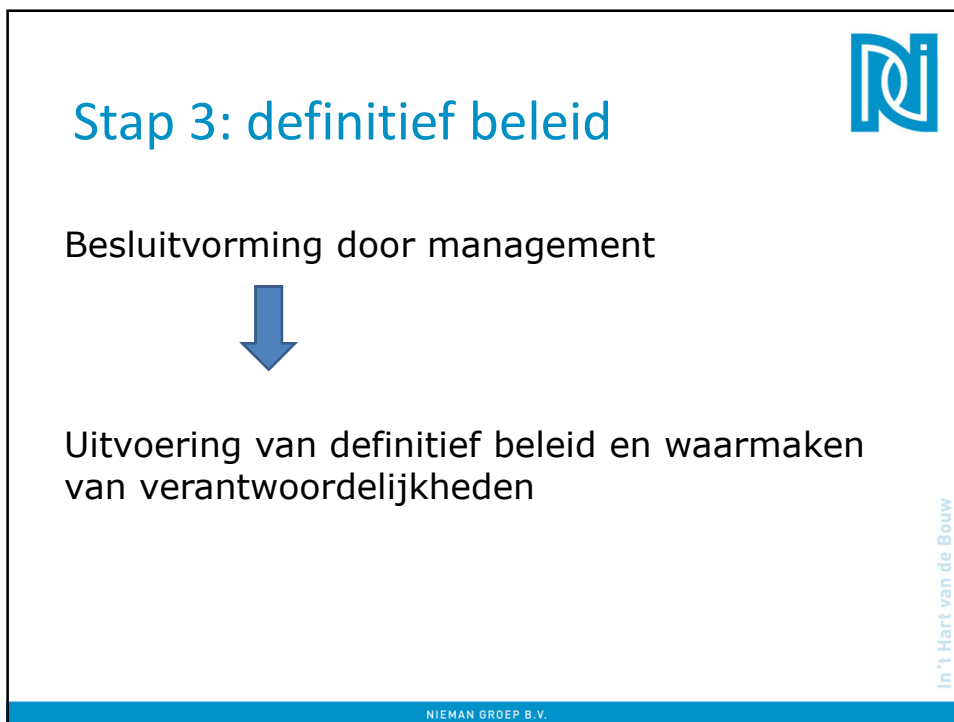 Stap 3: definitief beleid
Besluitvorming door management
Uitvoering van definitief beleid en waarmaken
van verantwoordelijkheden
In 't Hart van de Bouw
NIEMAN GROEP B.V.